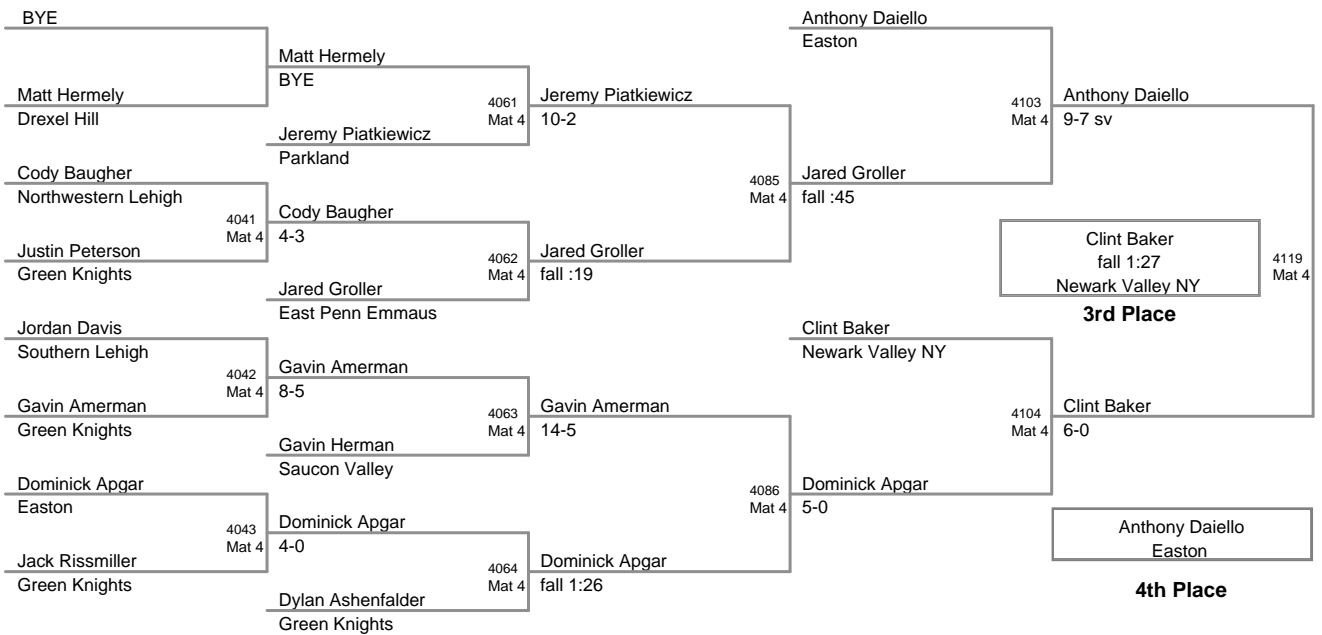 BYE
Matt Hermely
Drexel Hill
Cody Baugher
Northwestern Lehigh
4041
Mat 4
Justin Peterson
Green Knights
Jordan Davis
Southern Lehigh
4042
Mat 4
Gavin Amerman
Green Knights
Dominick Apgar
Easton
4043
Mat 4
Jack Rissmiller
Green Knights
Matt Hermely
BYE
4061
Mat 4
Jeremy Piatkiewicz
Parkland
Cody Baugher
4-3
4062
Mat 4
Jared Groller
East Penn Emmaus
Gavin Amerman
8-5
4063
Mat 4
Gavin Herman
Saucon Valley
Dominick Apgar
4-0
4064
Mat 4
Dylan Ashenfalder
Green Knights
Jeremy Piatkiewicz
10-2
4085
Mat 4
Jared Groller
fall :19
Gavin Amerman
14-5
4086
Mat 4
Dominick Apgar
fall 1:26
Anthony Daiello
Easton
4103
Mat 4
Jared Groller
fall :45
Clint Baker
Newark Valley NY
4104
Mat 4
Dominick Apgar
5-0
Anthony Daiello
9-7 sv
Clint Baker
fall 1:27
Newark Valley NY
3rd Place
4119
Mat 4
Clint Baker
6-0
Anthony Daiello
Easton
4th Place